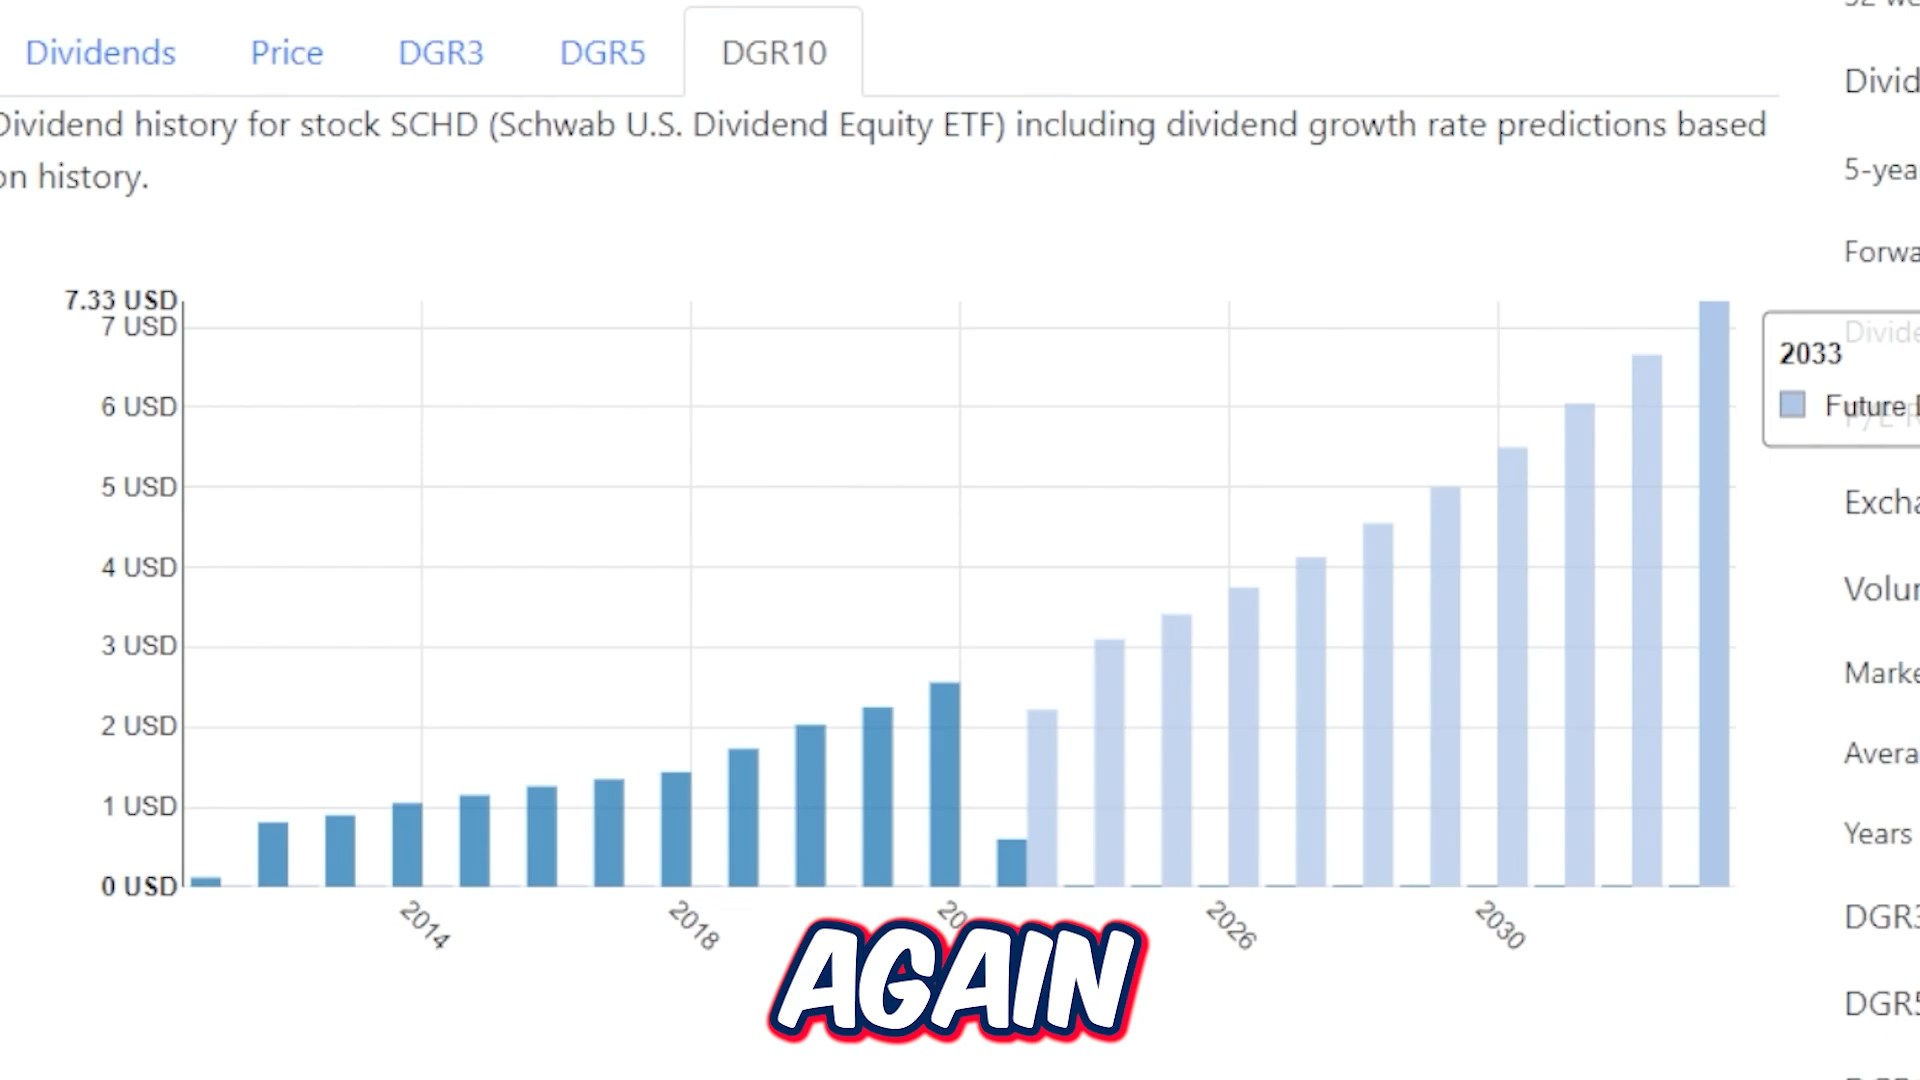 Dividends Price DGR3 DGR5 DGR10
Dividend history for stock SCHD (Schwab U.S. Dividend Equity ETF) including dividend growth rate predictions based
on history.
7.33 USD
7 USD
6 USD
5 USD
4 USD
3 USD
2 USD
1 USD
0 USD
2014 2018 20 2026 2030
AGAIN
2033
Future
Divid
5-yea
Forwa
Divide
Excha
Volur
Marke
Avera
Years
DGR3
DGR5